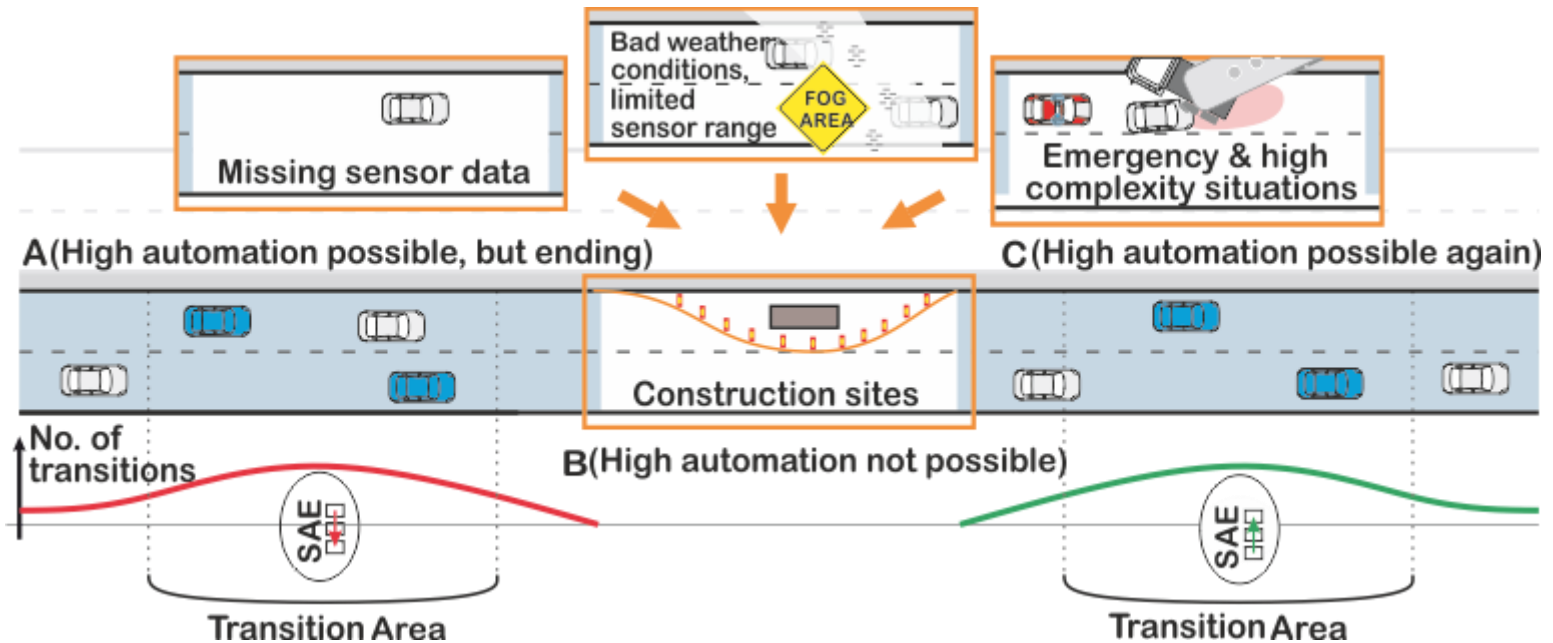 Missing sensor data
Bad weather
conditions,
limited
sensor range
FOG
AREA
Emergency & high
complexity situations
A (High automation possible, but ending)
C (High automation possible again)
Construction sites
B (High automation not possible)
No. of
transitions
SAE
SAE
Transition Area
Transition Area